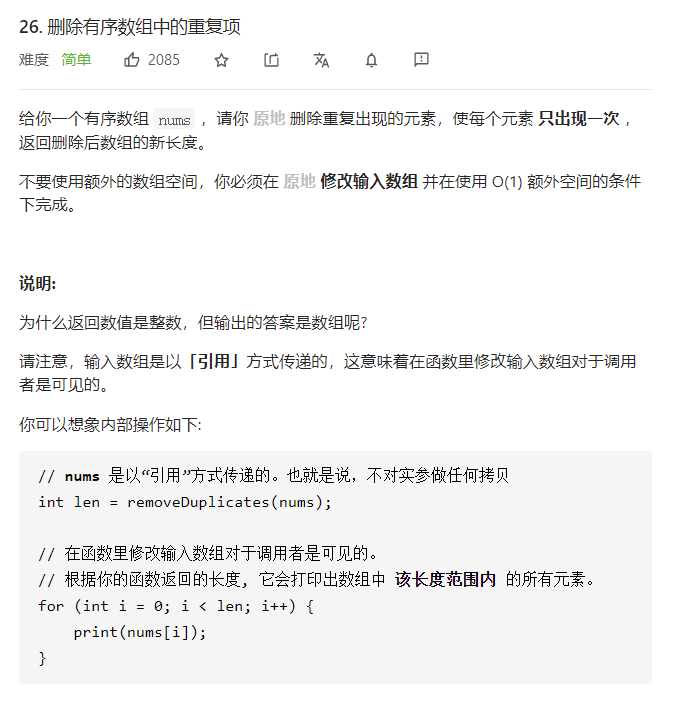 26. 删除有序数组中的重复项
难度 简单 2085
给你一个有序数组 nums ，请你 原地 删除重复出现的元素，使每个元素 只出现一次 ，
返回删除后数组的新长度。
不要使用额外的数组空间，你必须在 原地 修改输入数组 并在使用 O(1) 额外空间的条件
下完成。
说明:
为什么返回数值是整数，但输出的答案是数组呢?
请注意，输入数组是以「引用」方式传递的，这意味着在函数里修改输入数组对于调用
者是可见的。
你可以想象内部操作如下:
// nums 是以“引用”方式传递的。也就是说，不对实参做任何拷贝
int len = removeDuplicates(nums);
// 在函数里修改输入数组对于调用者是可见的。
// 根据你的函数返回的长度, 它会打印出数组中 该长度范围内 的所有元素。
for (int i = 0; i < len; i++) {
    print(nums[i]);
}